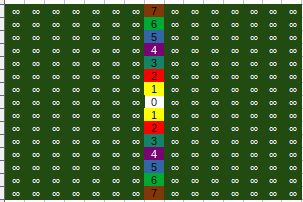 ∞ ∞ ∞ ∞ ∞ ∞ ∞ 7 ∞ ∞ ∞ ∞ ∞ ∞ ∞
∞ ∞ ∞ ∞ ∞ ∞ ∞ 6 ∞ ∞ ∞ ∞ ∞ ∞ ∞
∞ ∞ ∞ ∞ ∞ ∞ ∞ 5 ∞ ∞ ∞ ∞ ∞ ∞ ∞
∞ ∞ ∞ ∞ ∞ ∞ ∞ 4 ∞ ∞ ∞ ∞ ∞ ∞ ∞
∞ ∞ ∞ ∞ ∞ ∞ ∞ 3 ∞ ∞ ∞ ∞ ∞ ∞ ∞
∞ ∞ ∞ ∞ ∞ ∞ ∞ 2 ∞ ∞ ∞ ∞ ∞ ∞ ∞
∞ ∞ ∞ ∞ ∞ ∞ ∞ 1 ∞ ∞ ∞ ∞ ∞ ∞ ∞
∞ ∞ ∞ ∞ ∞ ∞ ∞ 0 ∞ ∞ ∞ ∞ ∞ ∞ ∞
∞ ∞ ∞ ∞ ∞ ∞ ∞ 1 ∞ ∞ ∞ ∞ ∞ ∞ ∞
∞ ∞ ∞ ∞ ∞ ∞ ∞ 2 ∞ ∞ ∞ ∞ ∞ ∞ ∞
∞ ∞ ∞ ∞ ∞ ∞ ∞ 3 ∞ ∞ ∞ ∞ ∞ ∞ ∞
∞ ∞ ∞ ∞ ∞ ∞ ∞ 4 ∞ ∞ ∞ ∞ ∞ ∞ ∞
∞ ∞ ∞ ∞ ∞ ∞ ∞ 5 ∞ ∞ ∞ ∞ ∞ ∞ ∞
∞ ∞ ∞ ∞ ∞ ∞ ∞ 6 ∞ ∞ ∞ ∞ ∞ ∞ ∞
∞ ∞ ∞ ∞ ∞ ∞ ∞ 7 ∞ ∞ ∞ ∞ ∞ ∞ ∞